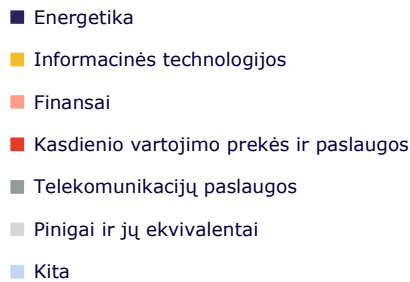 Energetika
Informacinės technologijos
Finansai
Kasdienio vartojimo prekės ir paslaugos
Telekomunikacijų paslaugos
Pinigai ir jų ekvivalentai
Kita